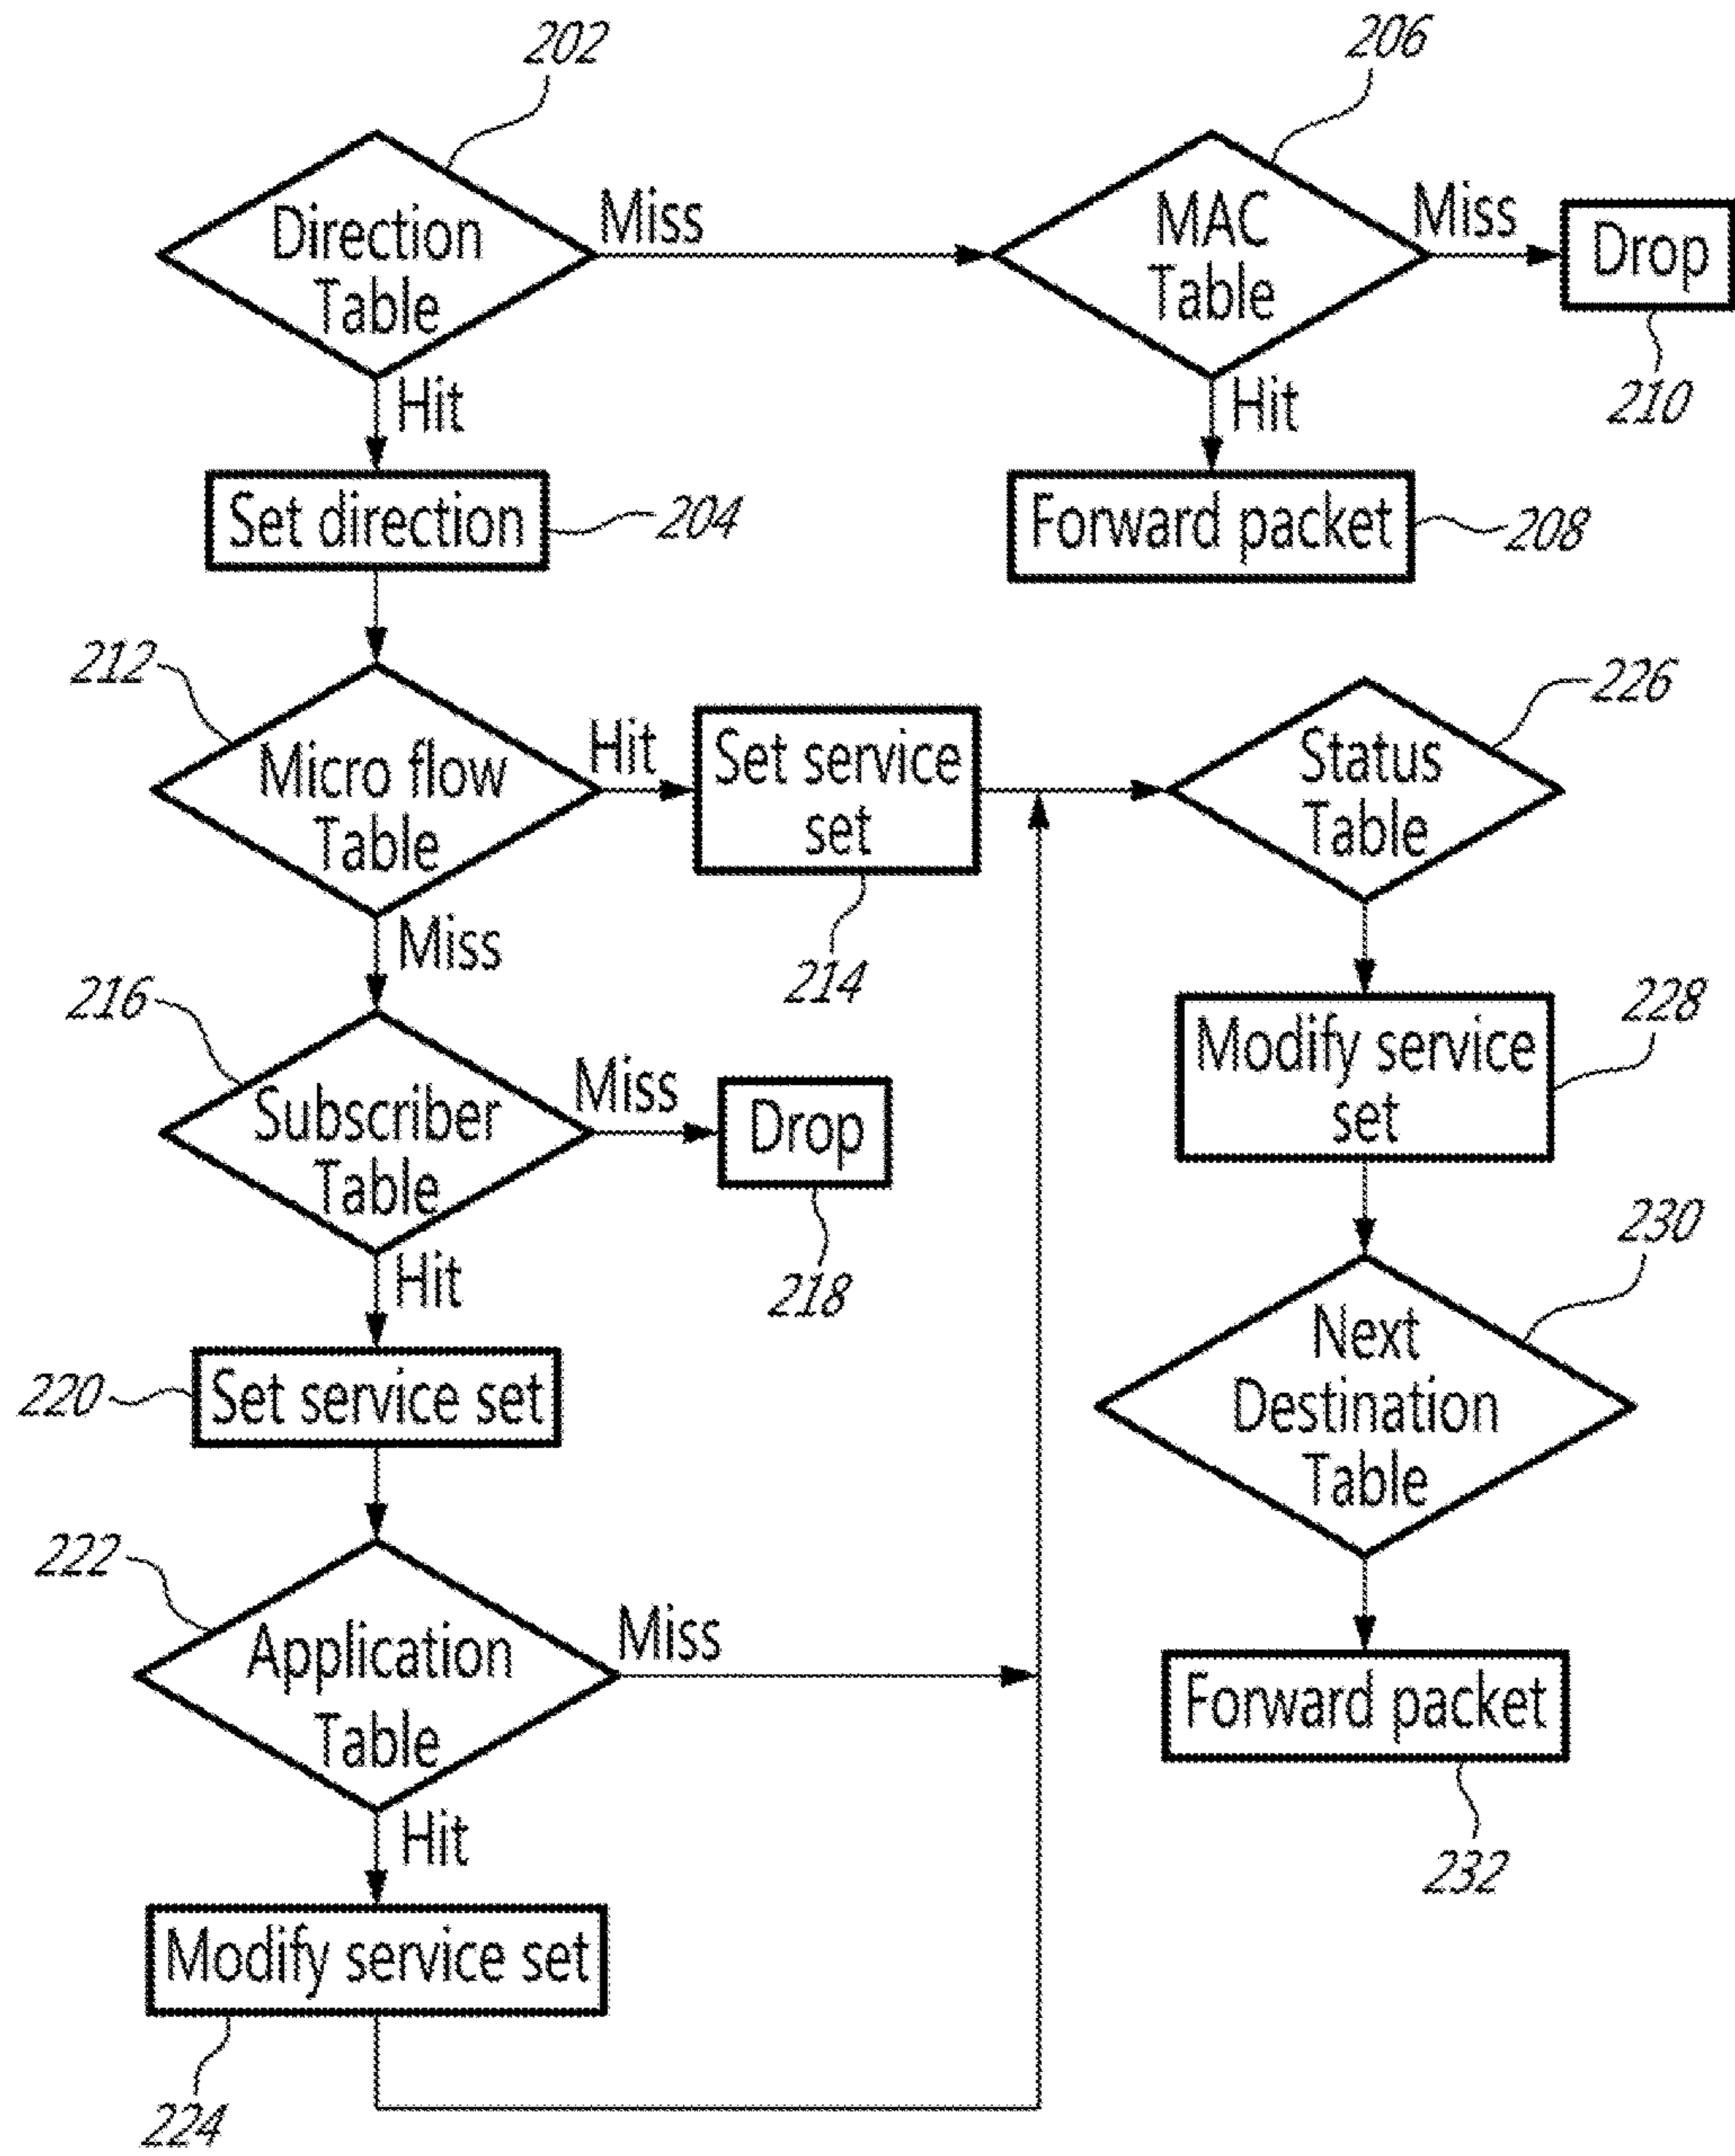 202
206
Direction
Table
Miss
MAC
Table
Miss
Drop
210
Hit
Hit
Set direction
204
Forward packet
208
212
Micro flow
Table
Hit
Set service
set
214
226
Status
Table
Miss
216
Subscriber
Table
Miss
Drop
218
228
Modify service
set
Hit
230
Next
Destination
Table
220
Set service set
222
Application
Table
Miss
Forward packet
232
Hit
Modify service set
224